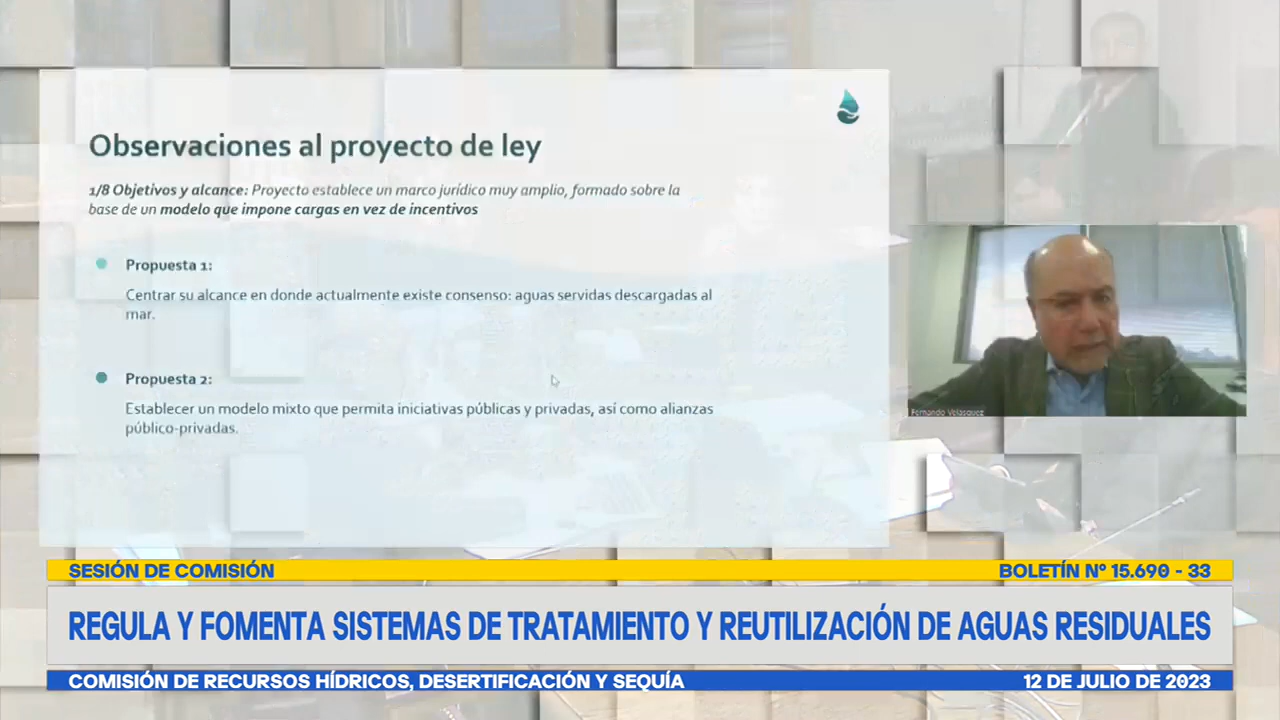 Observaciones al proyecto de ley
1/8 Objetivos y alcance: Proyecto establece un marco jurídico muy amplio, formado sobre la
base de un modelo que impone cargas en vez de incentivos
Propuesta 1:
Centrar su alcance en donde actualmente existe consenso: aguas servidas descargadas al
mar.
Propuesta 2:
Establecer un modelo mixto que permita iniciativas públicas y privadas, así como alianzas
público-privadas.
Fernando Velasquez
SESIÓN DE COMISIÓN
BOLETÍN N° 15.690 - 33
REGULA Y FOMENTA SISTEMAS DE TRATAMIENTO Y REUTILIZACIÓN DE AGUAS RESIDUALES
COMISIÓN DE RECURSOS HÍDRICOS, DESERTIFICACIÓN Y SEQUÍA
12 DE JULIO DE 2023